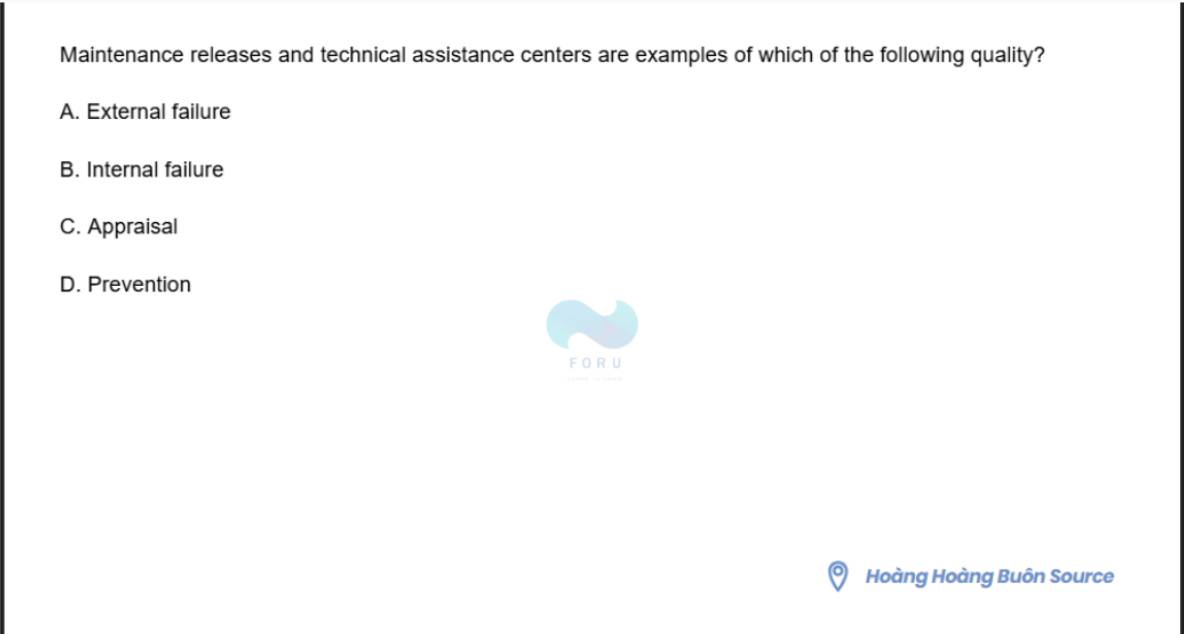 Maintenance releases and technical assistance centers are examples of which of the following quality?
A. External failure
B. Internal failure
C. Appraisal
D. Prevention
FORU
Hoàng Hoàng Buôn Source